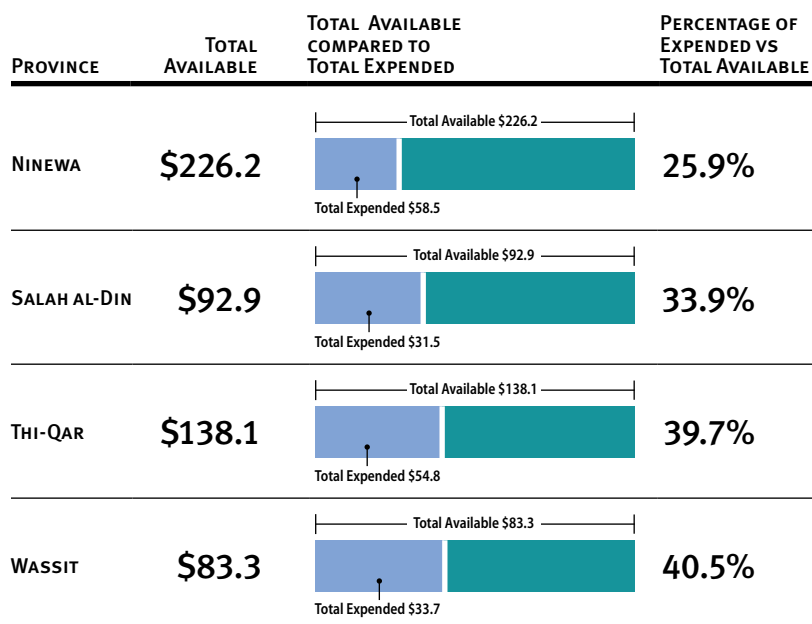 PROVINCE
TOTAL
AVAILABLE
TOTAL AVAILABLE
COMPARED TO
TOTAL EXPENDED
PERCENTAGE OF
EXPENDED VS
TOTAL AVAILABLE
NINEWA
$226.2
Total Available $226.2
Total Expended $58.5
25.9%
SALAH AL-DIN
$92.9
Total Available $92.9
Total Expended $31.5
33.9%
THI-QAR
$138.1
Total Available $138.1
Total Expended $54.8
39.7%
WASSIT
$83.3
Total Available $83.3
Total Expended $33.7
40.5%